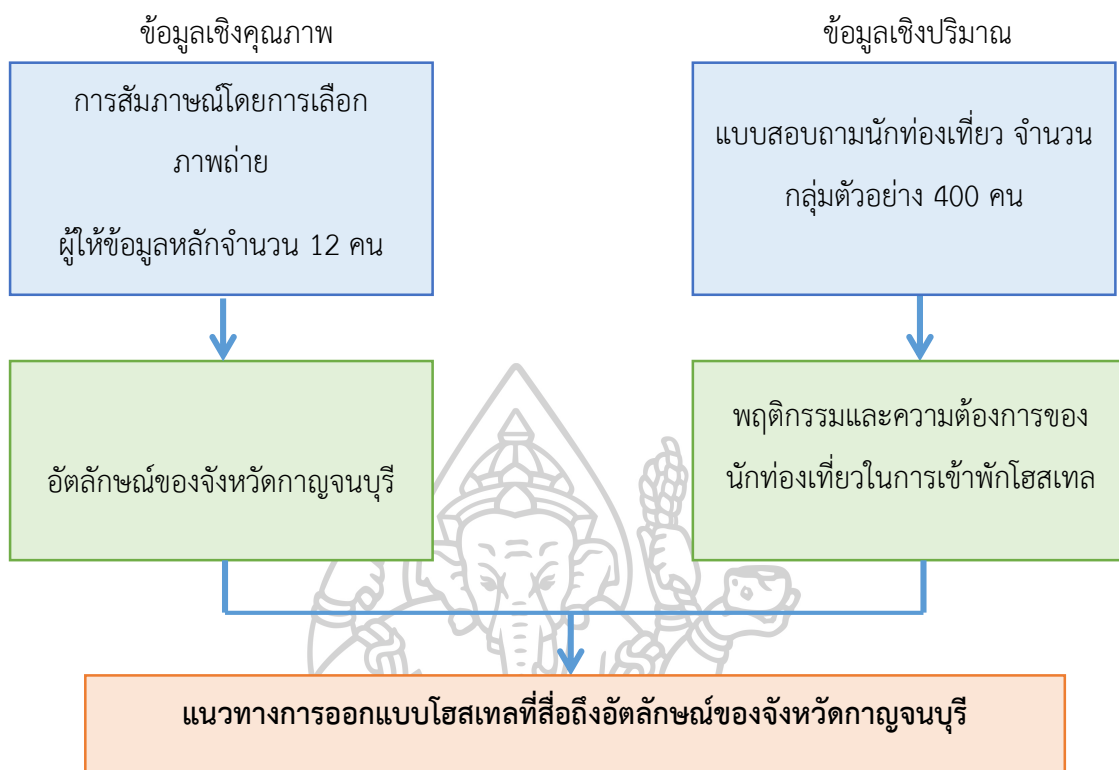 ข้อมูลเชิงคุณภาพ
การสัมภาษณ์โดยการเลือก
ภาพถ่าย
ผู้ให้ข้อมูลหลักจำนวน 12 คน
อัตลักษณ์ของจังหวัดกาญจนบุรี
ข้อมูลเชิงปริมาณ
แบบสอบถามนักท่องเที่ยว จำนวน
กลุ่มตัวอย่าง 400 คน
พฤติกรรมและความต้องการของ
นักท่องเที่ยวในการเข้าพักโฮสเทล
แนวทางการออกแบบโฮสเทลที่สื่อถึงอัตลักษณ์ของจังหวัดกาญจนบุรี